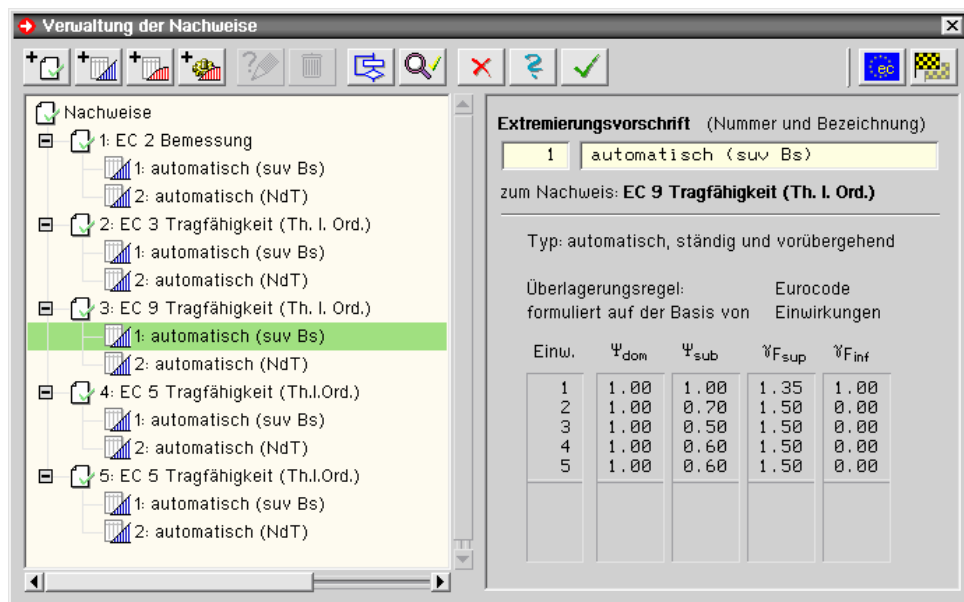 Verwaltung der Nachweise
ec
Nachweise
1: EC 2 Bemessung
1: automatisch (suv Bs)
2: automatisch (NdT)
2: EC 3 Tragfähigkeit (Th. I. Ord.)
1: automatisch (suv Bs)
2: automatisch (NdT)
3: EC 9 Tragfähigkeit (Th. I. Ord.)
1: automatisch (suv Bs)
2: automatisch (NdT)
4: EC 5 Tragfähigkeit (Th.I.Ord.)
1: automatisch (suv Bs)
2: automatisch (NdT)
5: EC 5 Tragfähigkeit (Th.I.Ord.)
1: automatisch (suv Bs)
2: automatisch (NdT)
Extremierungsvorschrift (Nummer und Bezeichnung)
1 automatisch (suv Bs)
zum Nachweis: EC 9 Tragfähigkeit (Th. I. Ord.)
Typ: automatisch, ständig und vorübergehend
Überlagerungsregel: Eurocode
formuliert auf der Basis von Einwirkungen
Einw. Ψdom Ψsub γFsup γFinf
1 1.00 1.00 1.35 1.00
2 1.00 0.70 1.50 0.00
3 1.00 0.50 1.50 0.00
4 1.00 0.60 1.50 0.00
5 1.00 0.60 1.50 0.00